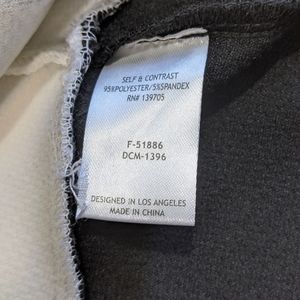 SELF & CONTRAST
95%POLYESTER/5%SPANDEX
RN# 139705
F-51886
DCM-1396
DESIGNED IN LOS ANGELES
MADE IN CHINA